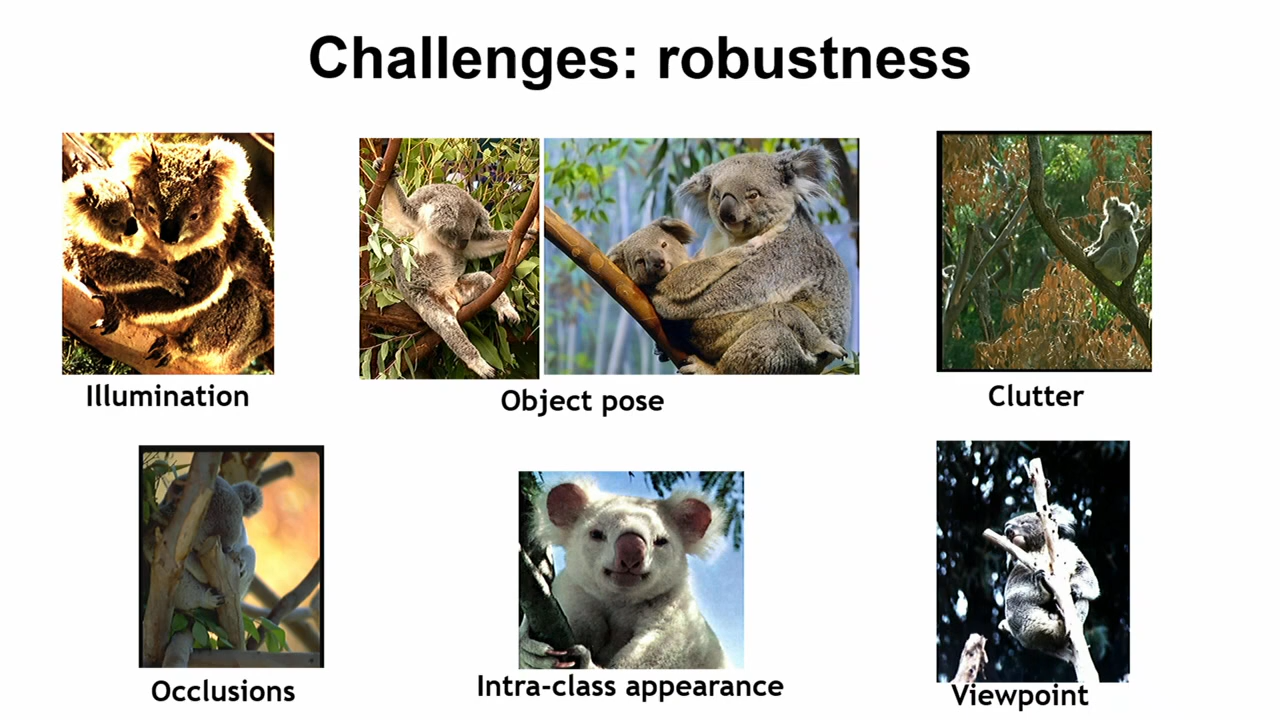 Challenges: robustness
Illumination
Object pose
Clutter
Occlusions
Intra-class appearance
Viewpoint